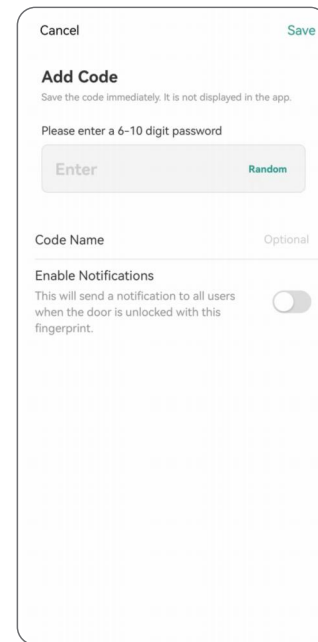 Cancel Save
Add Code
Save the code immediately. It is not displayed in the app.
Please enter a 6-10 digit password
Enter Random
Code Name Optional
Enable Notifications
This will send a notification to all users
when the door is unlocked with this
fingerprint.